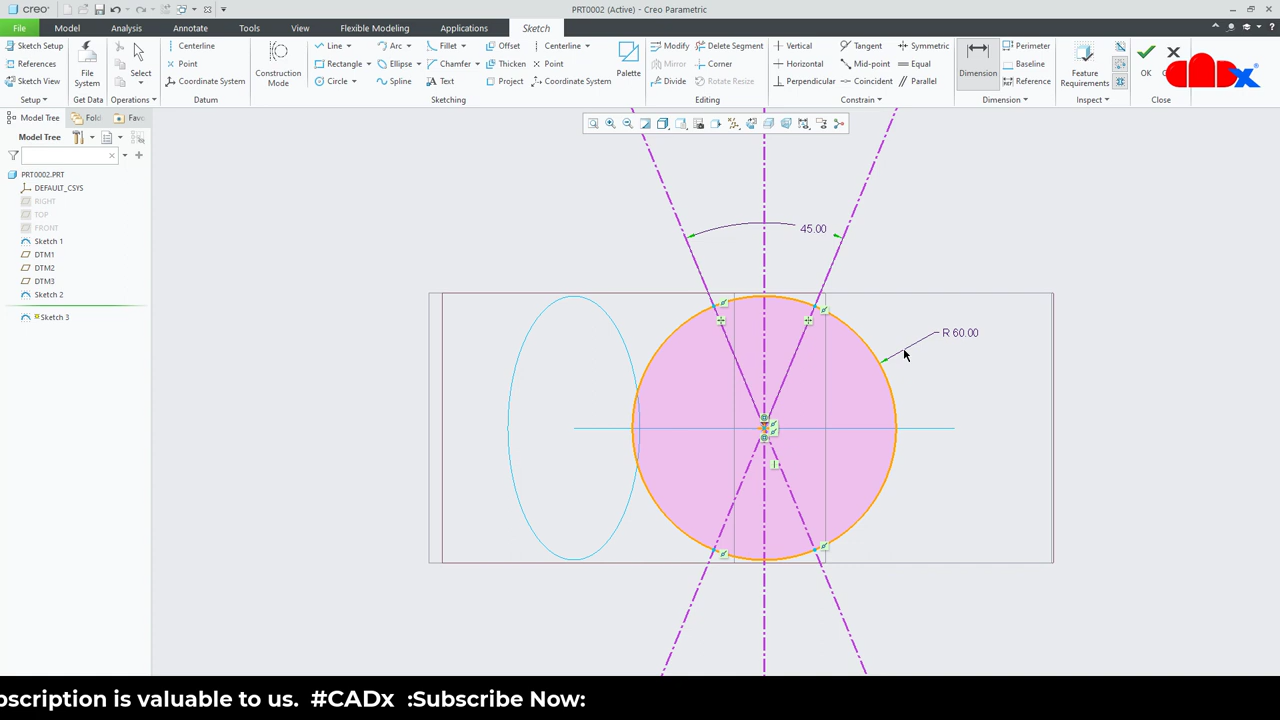 creo
PRT0002 (Active) - Creo Parametric
File Model Analysis Annotate Tools View Flexible Modeling Applications Sketch
Sketch Setup
References
Sketch View
Setup
File System
Get Data
Select
Operations
Centerline
Point
Coordinate System
Datum
Construction Mode
Line Arc Fillet Offset Centerline
Rectangle Ellipse Chamfer Thicken Point
Circle Spline Text Project Coordinate System
Palette
Sketching
Modify Delete Segment
Mirror Corner
Divide Rotate Resize
Editing
Vertical Tangent Symmetric
Horizontal Mid-point Equal
Perpendicular Coincident Parallel
Constrain
Dimension
Perimeter
Baseline
Reference
Dimension
Feature Requirements
Inspect
OK
Close
CADx
Model Tree Fold Favo
Model Tree
PRT0002.PRT
DEFAULT_CSYS
RIGHT
TOP
FRONT
Sketch 1
DTM1
DTM2
DTM3
Sketch 2
Sketch 3
45.00
R 60.00
bscription is valuable to us. #CADx :Subscribe Now: